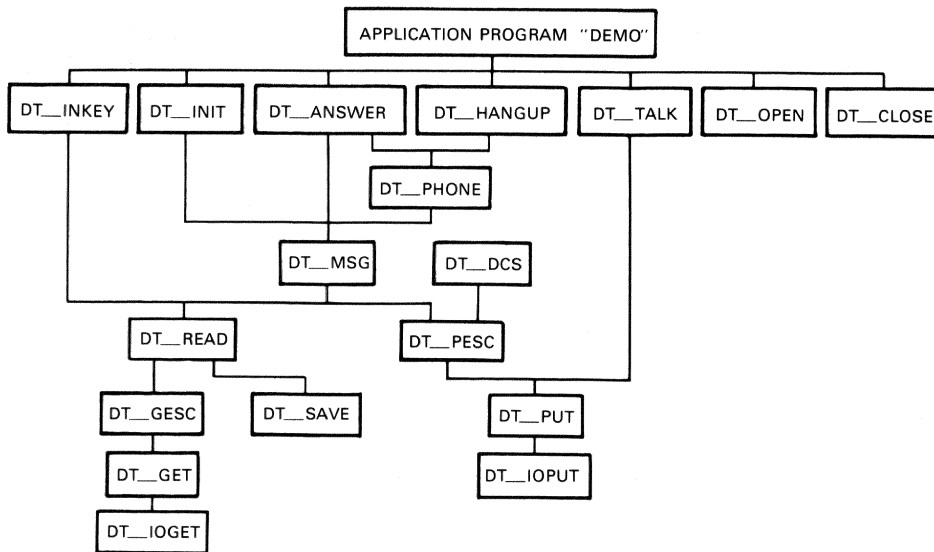 APPLICATION PROGRAM "DEMO"
DT__INKEY
DT__INIT
DT__ANSWER
DT__HANGUP
DT__TALK
DT__OPEN
DT__CLOSE
DT__PHONE
DT__MSG
DT__DCS
DT__READ
DT__PESC
DT__GESC
DT__SAVE
DT__PUT
DT__GET
DT__IOPUT
DT__IOGET